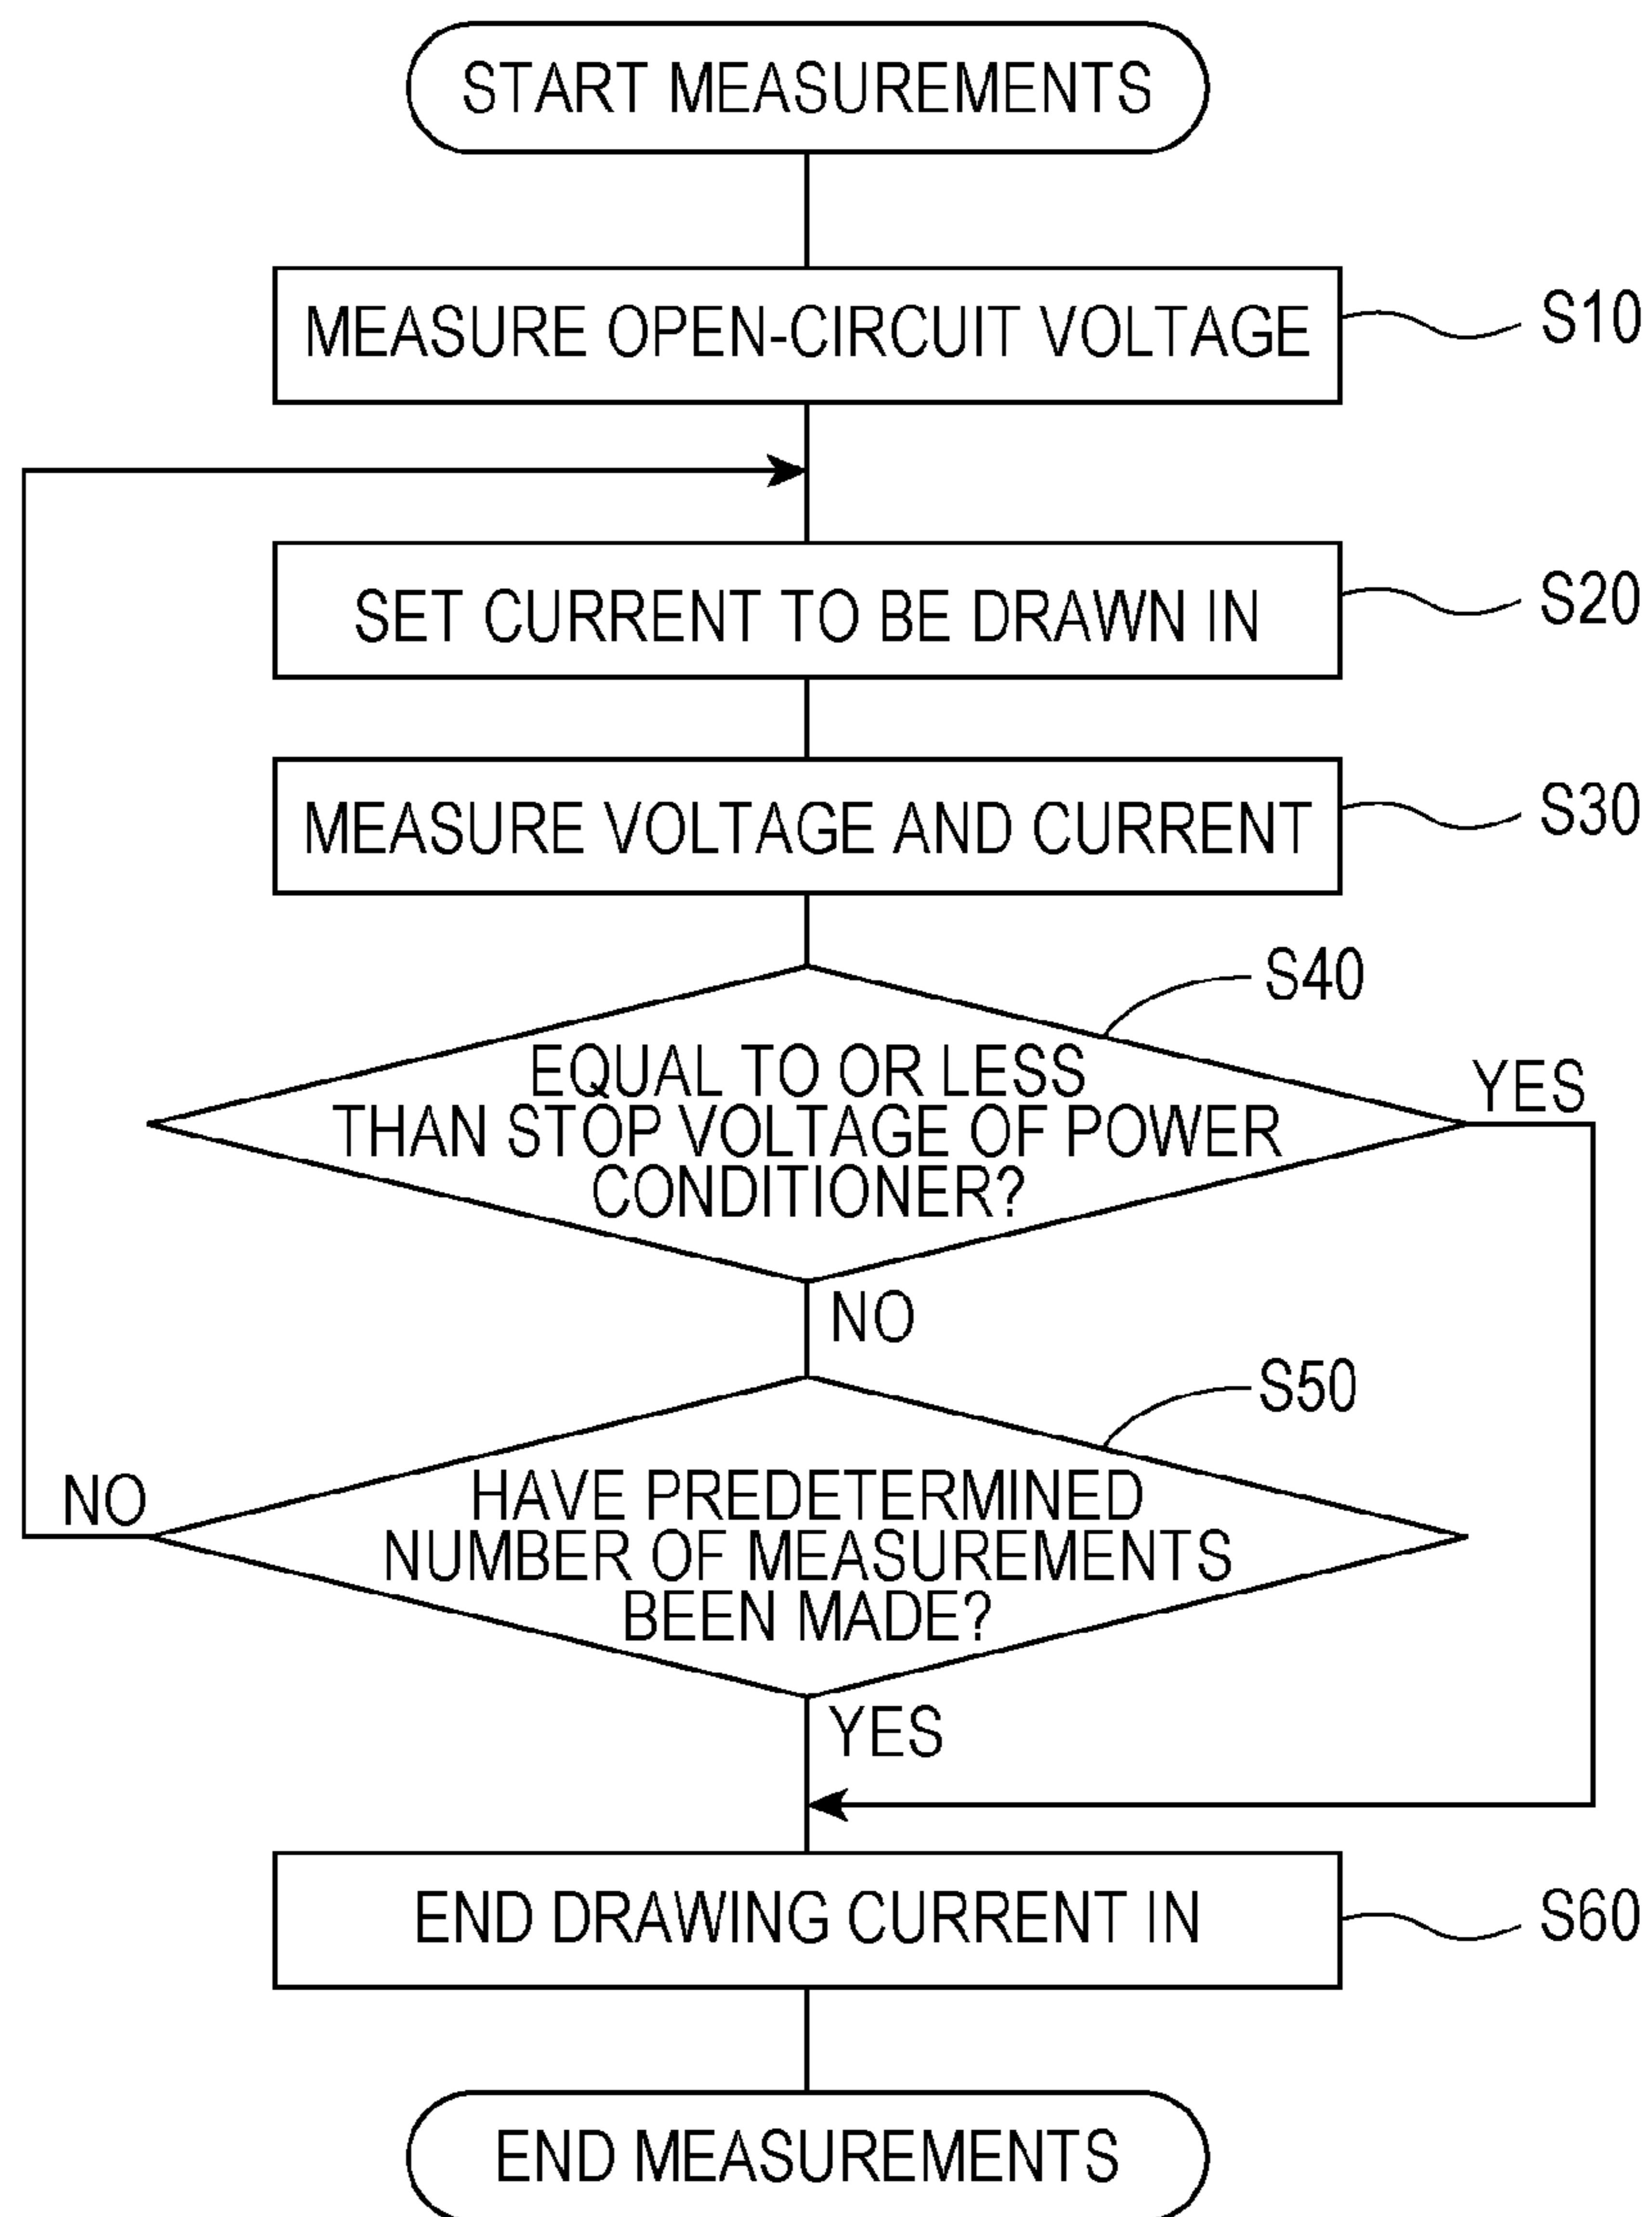 START MEASUREMENTS
MEASURE OPEN-CIRCUIT VOLTAGE
S10
SET CURRENT TO BE DRAWN IN
S20
MEASURE VOLTAGE AND CURRENT
S30
S40
EQUAL TO OR LESS
THAN STOP VOLTAGE OF POWER
CONDITIONER?
YES
NO
S50
HAVE PREDETERMINED
NUMBER OF MEASUREMENTS
BEEN MADE?
NO
YES
END DRAWING CURRENT IN
S60
END MEASUREMENTS